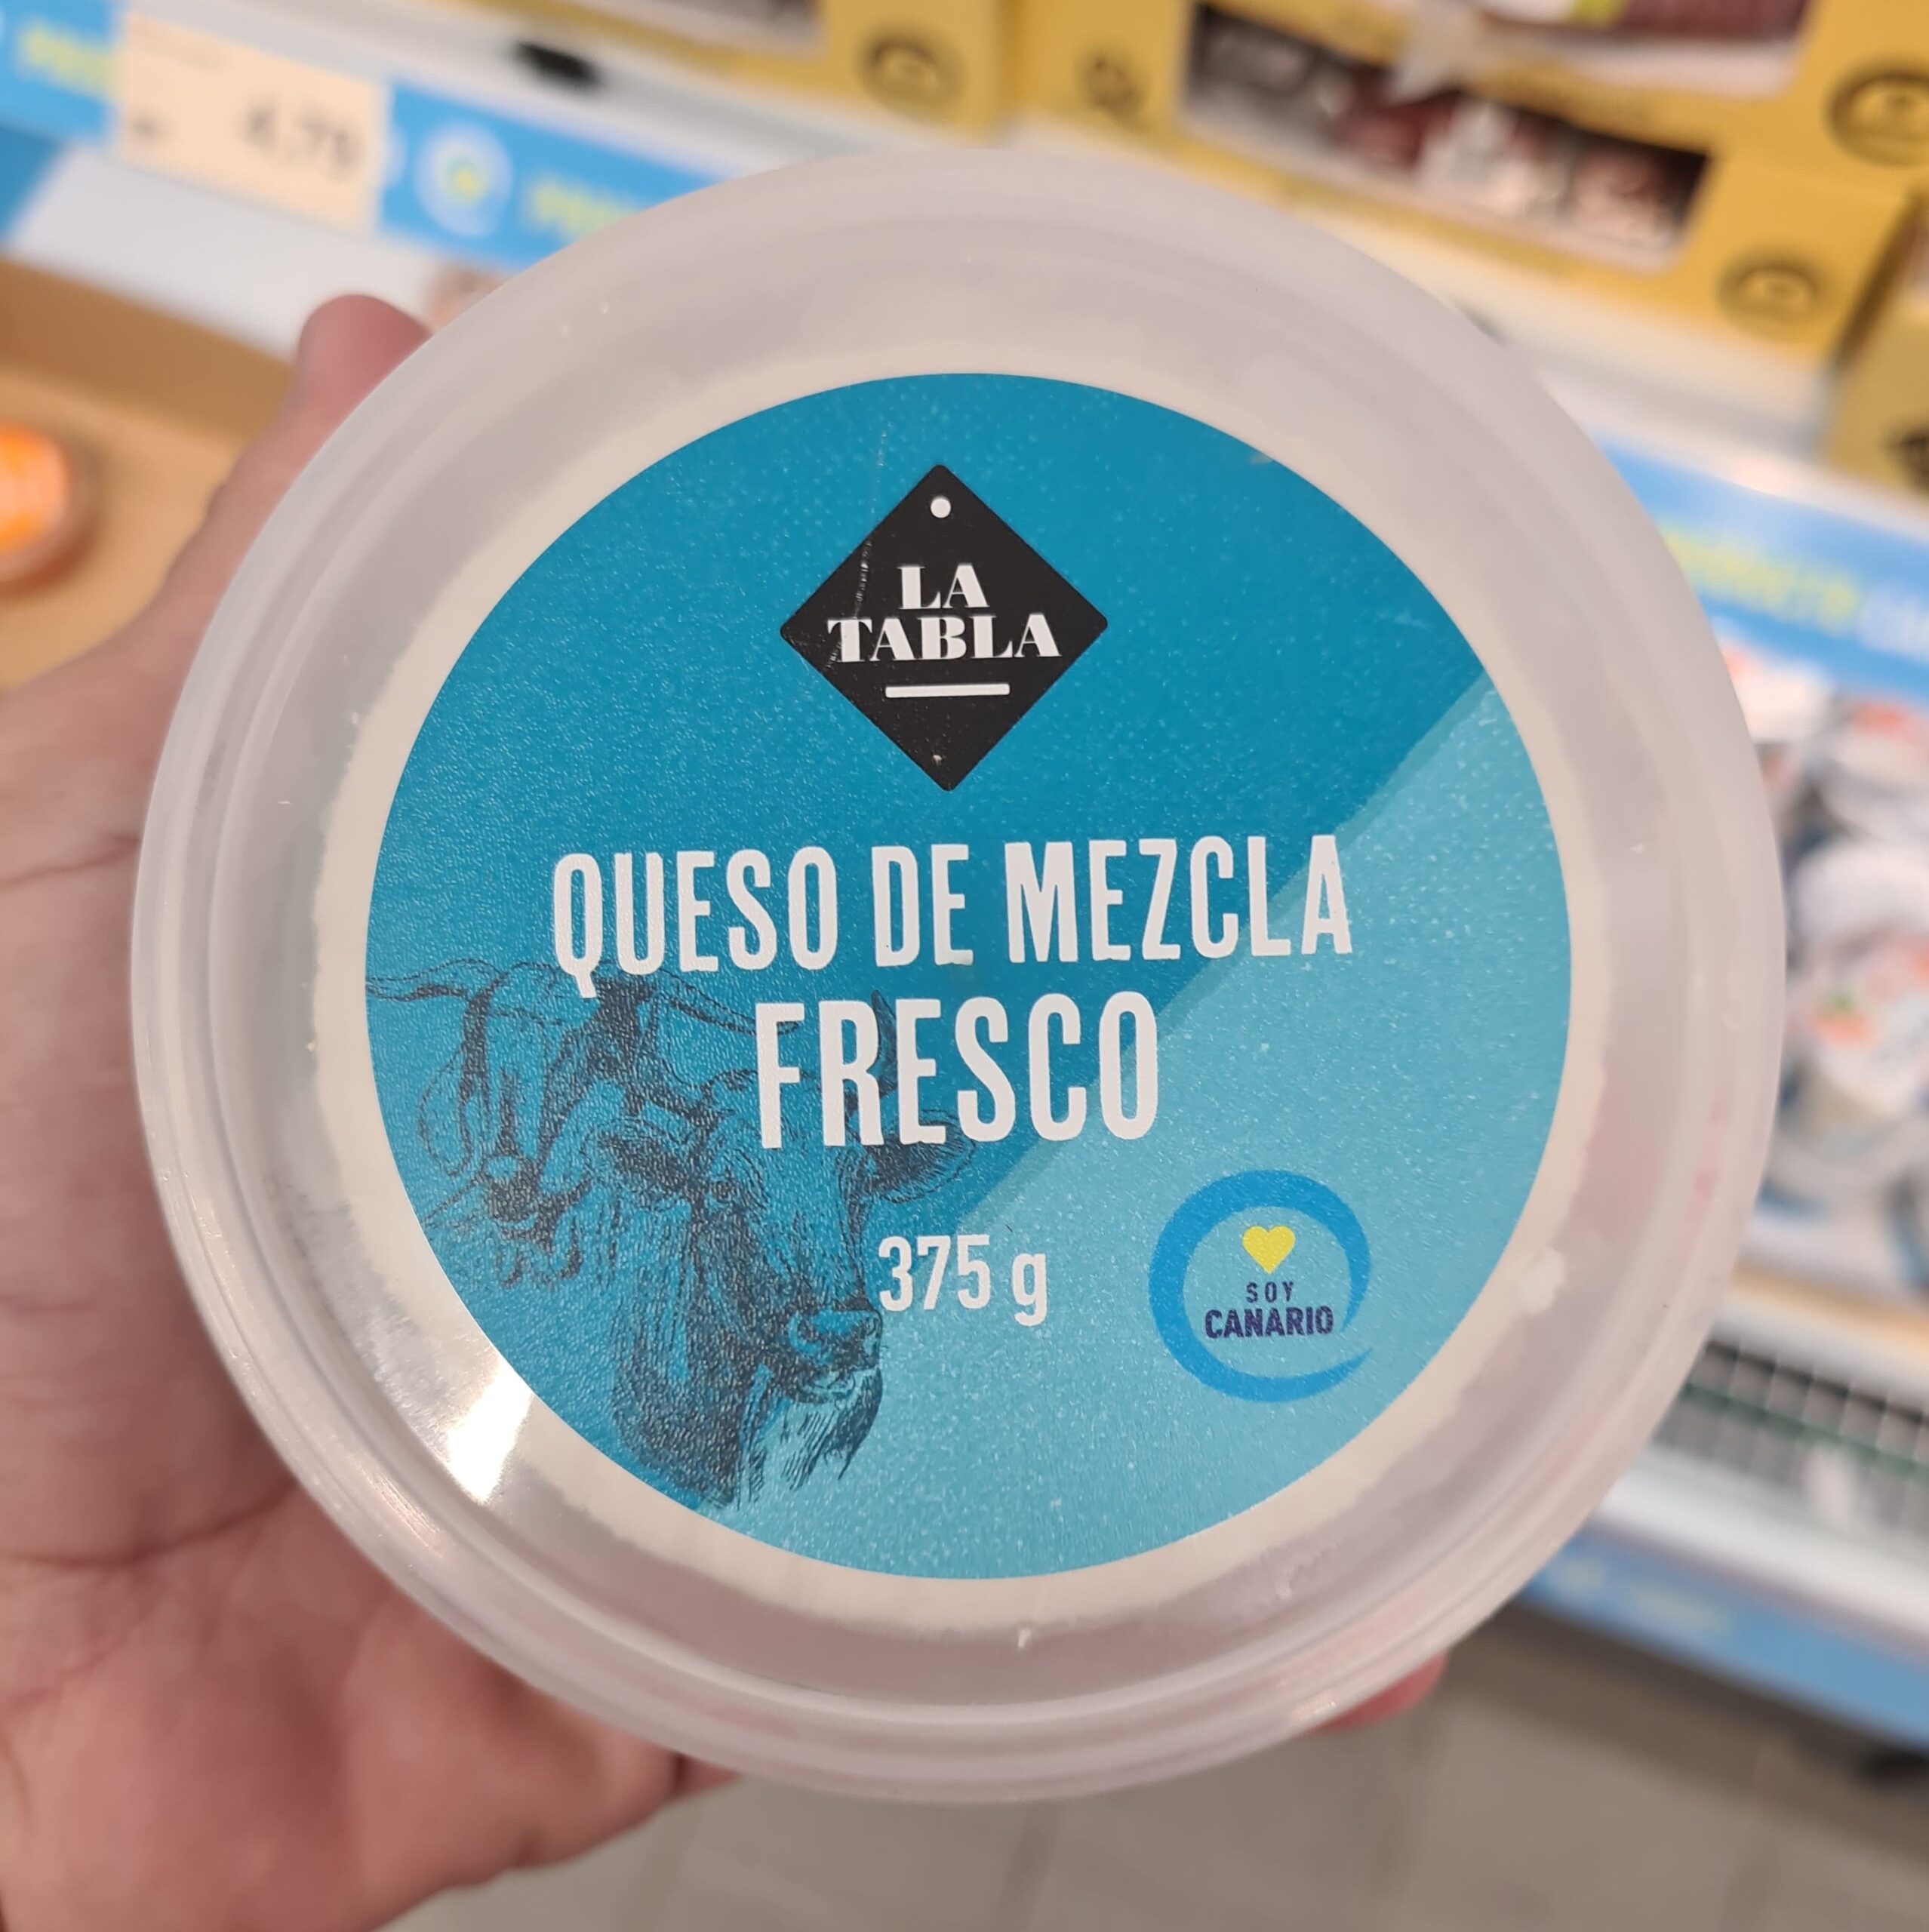 LA
TABLA
QUESO DE MEZCLA
FRESCO
375 g
SOY
CANARIO